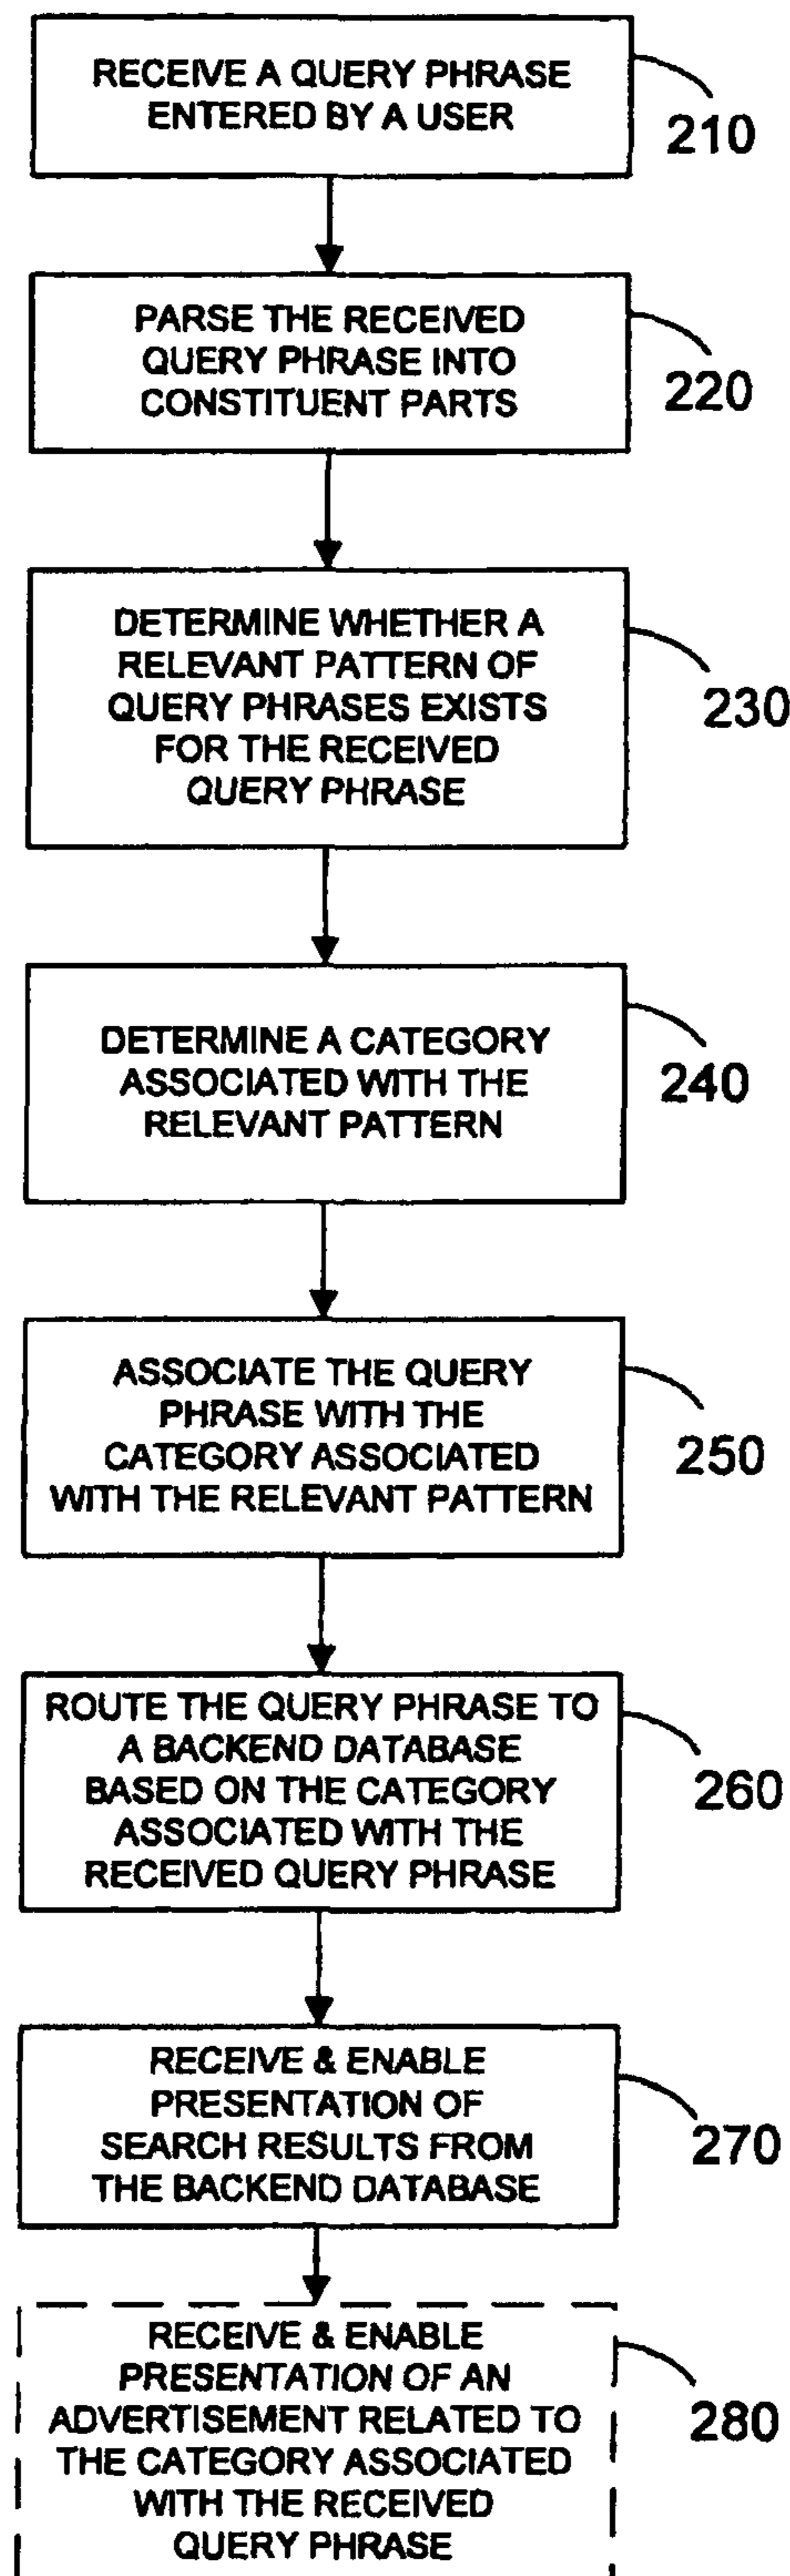 RECEIVE A QUERY PHRASE
ENTERED BY A USER
210
PARSE THE RECEIVED
QUERY PHRASE INTO
CONSTITUENT PARTS
220
DETERMINE WHETHER A
RELEVANT PATTERN OF
QUERY PHRASES EXISTS
FOR THE RECEIVED
QUERY PHRASE
230
DETERMINE A CATEGORY
ASSOCIATED WITH THE
RELEVANT PATTERN
240
ASSOCIATE THE QUERY
PHRASE WITH THE
CATEGORY ASSOCIATED
WITH THE RELEVANT PATTERN
250
ROUTE THE QUERY PHRASE TO
A BACKEND DATABASE
BASED ON THE CATEGORY
ASSOCIATED WITH THE
RECEIVED QUERY PHRASE
260
RECEIVE & ENABLE
PRESENTATION OF
SEARCH RESULTS FROM
THE BACKEND DATABASE
270
RECEIVE & ENABLE
PRESENTATION OF AN
ADVERTISEMENT RELATED TO
THE CATEGORY ASSOCIATED
WITH THE RECEIVED
QUERY PHRASE
280